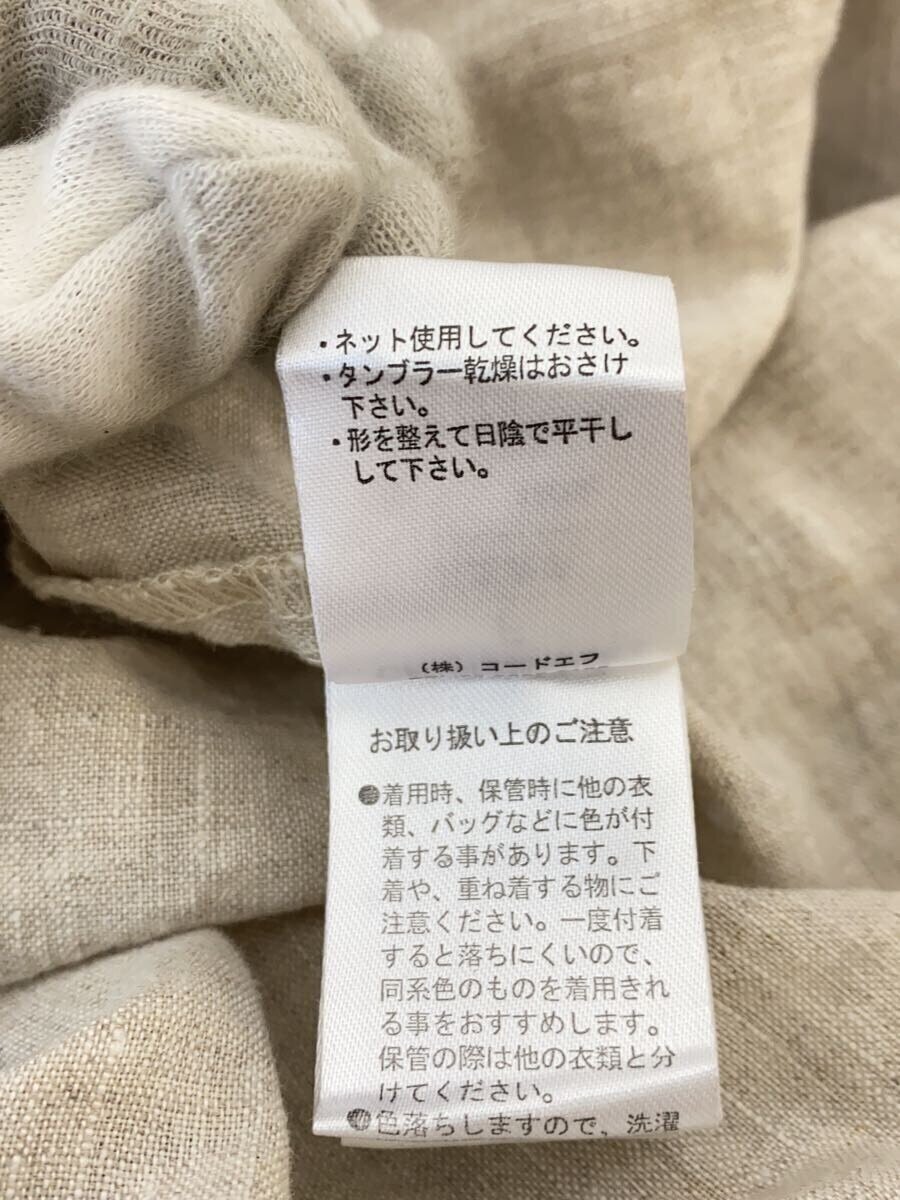 ・ネット使用してください。
・タンブラー乾燥はおさけ
下さい。
・形を整えて日陰で平干し
して下さい。
(株)コードエフ
お取り扱い上のご注意
●着用時、保管時に他の衣
類、バッグなどに色が付
着する事があります。下
着や、重ね着する物にご
注意ください。一度付着
すると落ちにくいので、
同系色のものを着用され
る事をおすすめします。
保管の際は他の衣類と分
けてください。
●色落ちしますので、洗濯